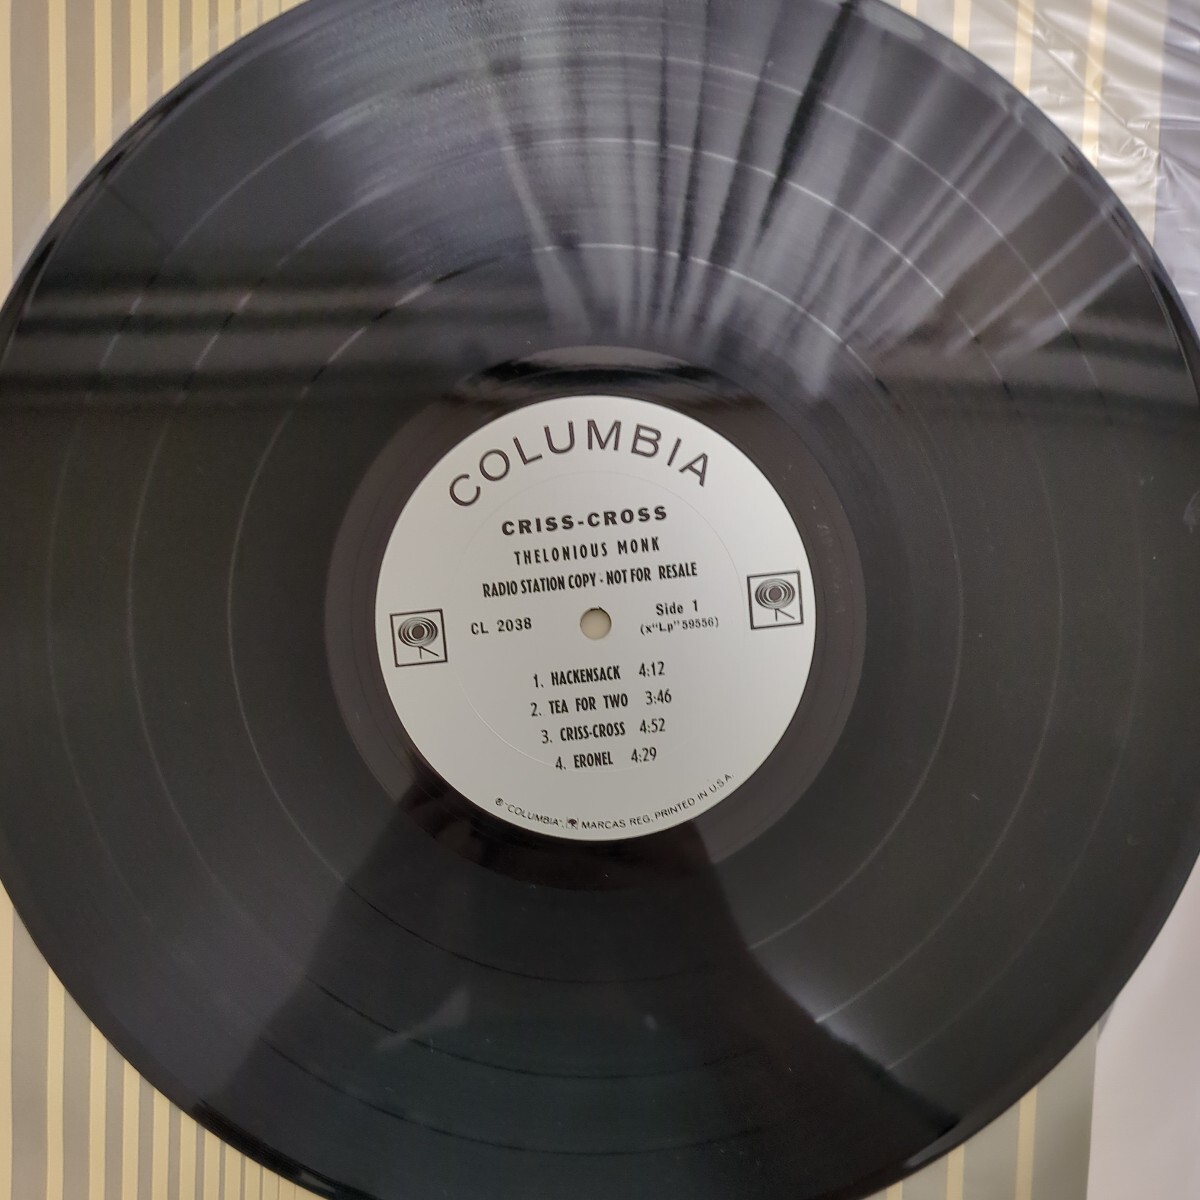 COLUMBIA
CRISS-CROSS
THELONIOUS MONK
RADIO STATION COPY - NOT FOR RESALE
CL 2038
Side 1
(x"Lp"59556)
1. HACKENSACK 4:12
2. TEA FOR TWO 3:46
3. CRISS-CROSS 4:52
4. ERONEL 4:29
® "COLUMBIA", MARCAS REG. PRINTED IN U.S.A.